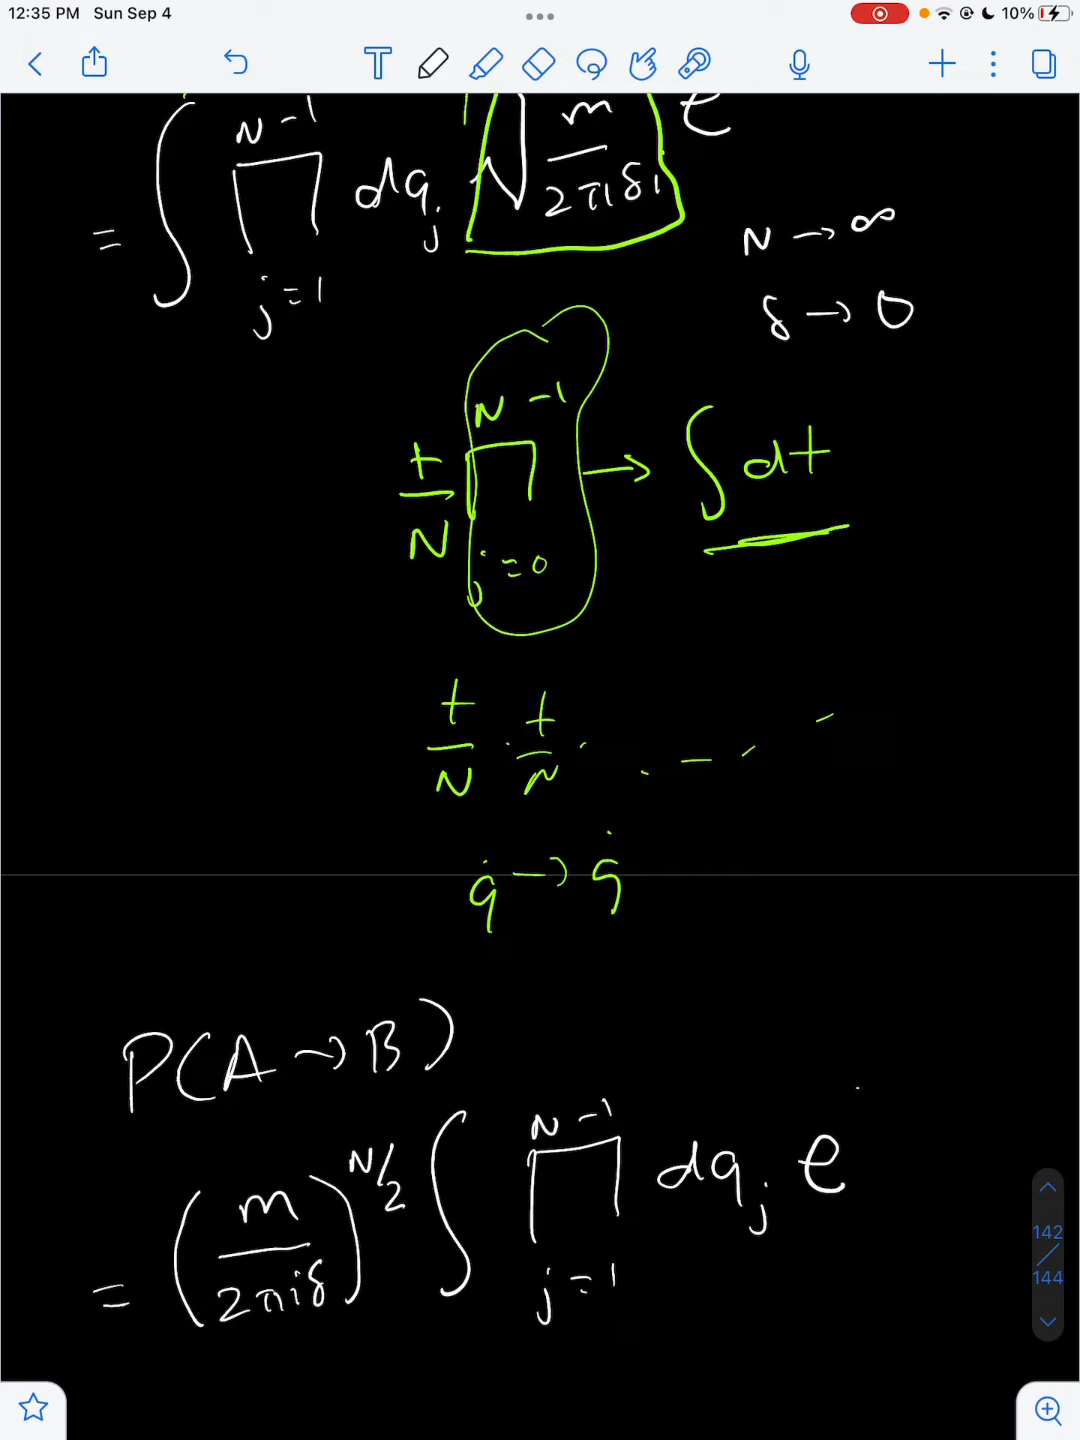 12:35 PM Sun Sep 4
10%
T
= ∫ ∏_{j=1}^{N-1} dq_j √(m/2πiδ) e
N → ∞
δ → 0
t/N ∏_{j=0}^{N-1} → ∫ dt
t/N · t/N · . - -
q̇ → q̇
P(A → B)
= (m/2πiδ)^{N/2} ∫ ∏_{j=1}^{N-1} dq_j e
142/144